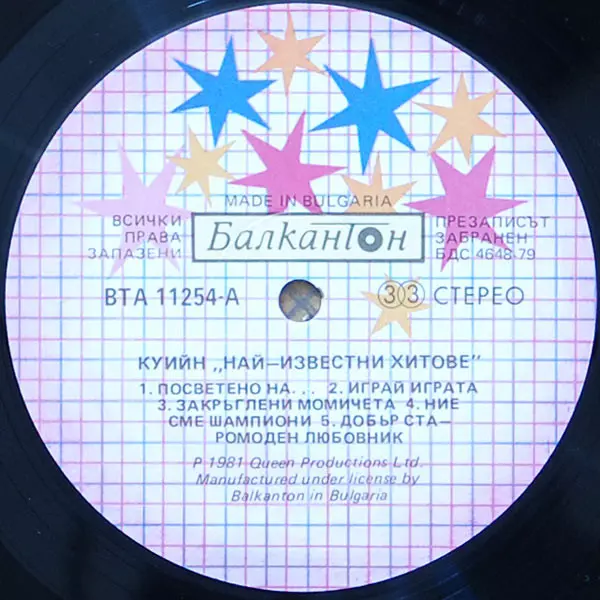 MADE IN BULGARIA
ВСИЧКИ
ПРАВА
ЗАПАЗЕНИ
Балкантон
ПРЕЗАПИСЪТ
ЗАБРАНЕН
БДС 4648-79
ВТА 11254-А
33 СТЕРЕО
КУИЙН „НАЙ-ИЗВЕСТНИ ХИТОВЕ"
1. ПОСВЕТЕНО НА... 2. ИГРАЙ ИГРАТА
3. ЗАКРЪГЛЕНИ МОМИЧЕТА 4. НИЕ
СМЕ ШАМПИОНИ 5. ДОБЪР СТА-
РОМОДЕН ЛЮБОВНИК
P 1981 Queen Productions Ltd.
Manufactured under license by
Balkanton in Bulgaria